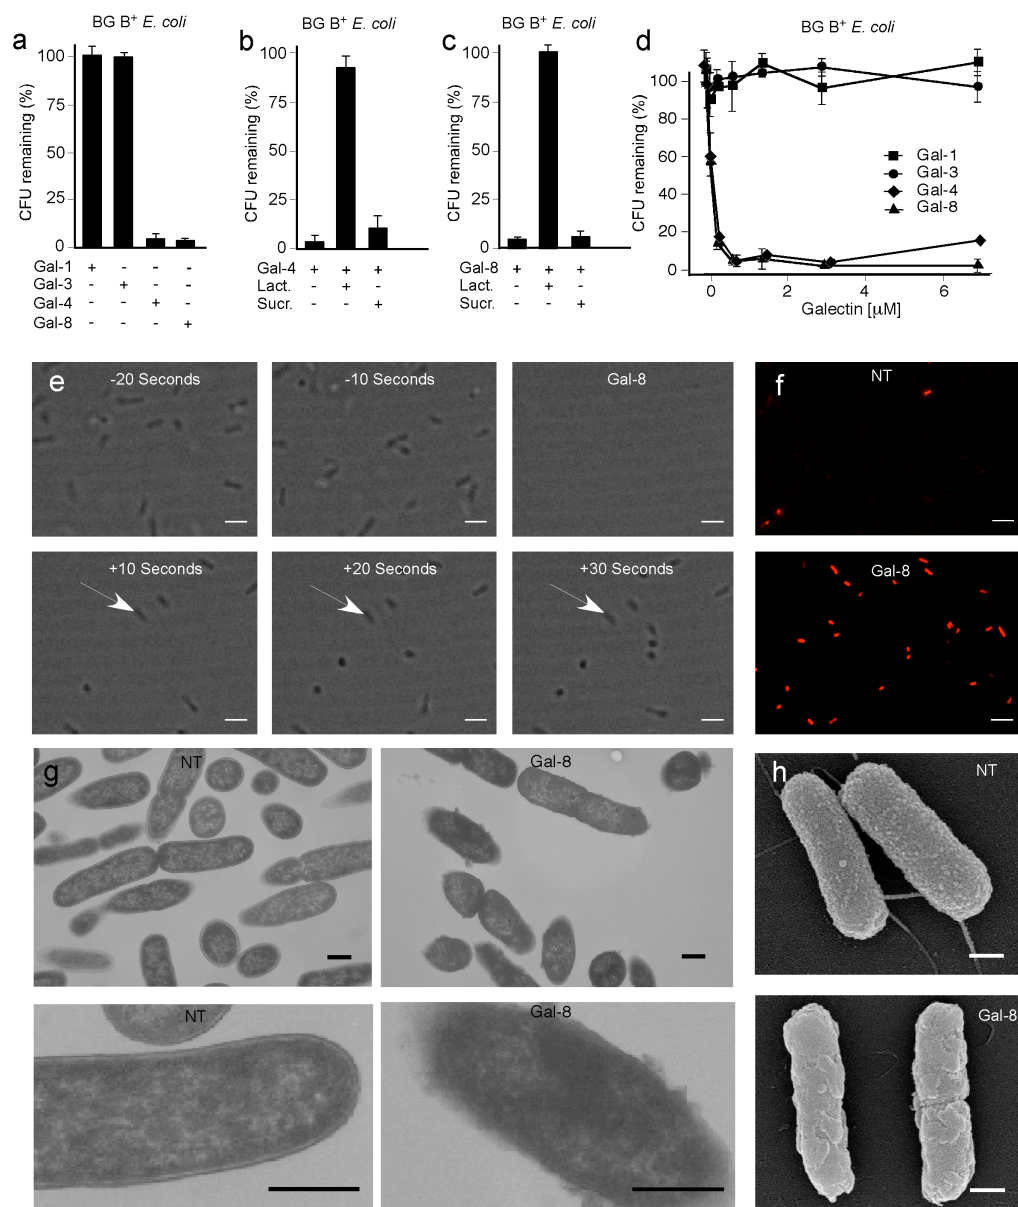 BG B+ E. coli
BG B+ E. coli
BG B+ E. coli
BG B+ E. coli
a
b
c
d
CFU remaining (%)
100
75
50
25
0
Gal-1 + - - -
Gal-3 - + - -
Gal-4 - - + -
Gal-8 - - - +
CFU remaining (%)
100
75
50
25
0
Gal-4 + + +
Lact. - + -
Sucr. - - +
CFU remaining (%)
100
75
50
25
0
Gal-8 + + +
Lact. - + -
Sucr. - - +
CFU remaining (%)
100
80
60
40
20
0
0 2 4 6
Galectin [µM]
Gal-1
Gal-3
Gal-4
Gal-8
e
-20 Seconds
-10 Seconds
Gal-8
+10 Seconds
+20 Seconds
+30 Seconds
f
NT
Gal-8
g
NT
Gal-8
NT
Gal-8
h
NT
Gal-8